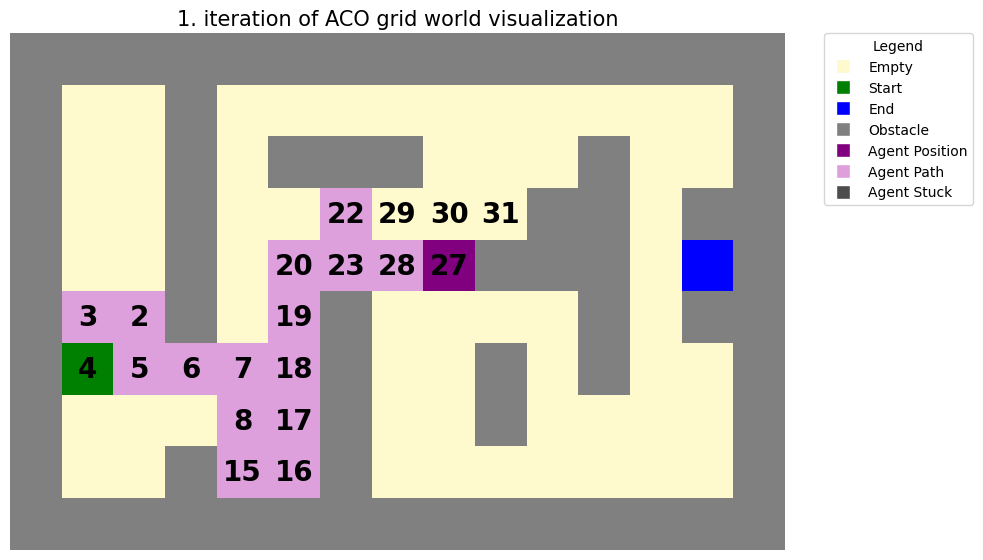 1. iteration of ACO grid world visualization
Legend
Empty
Start
End
Obstacle
Agent Position
Agent Path
Agent Stuck
22 29 30 31
20 23 28 27
3 2 19
4 5 6 7 18
8 17
15 16